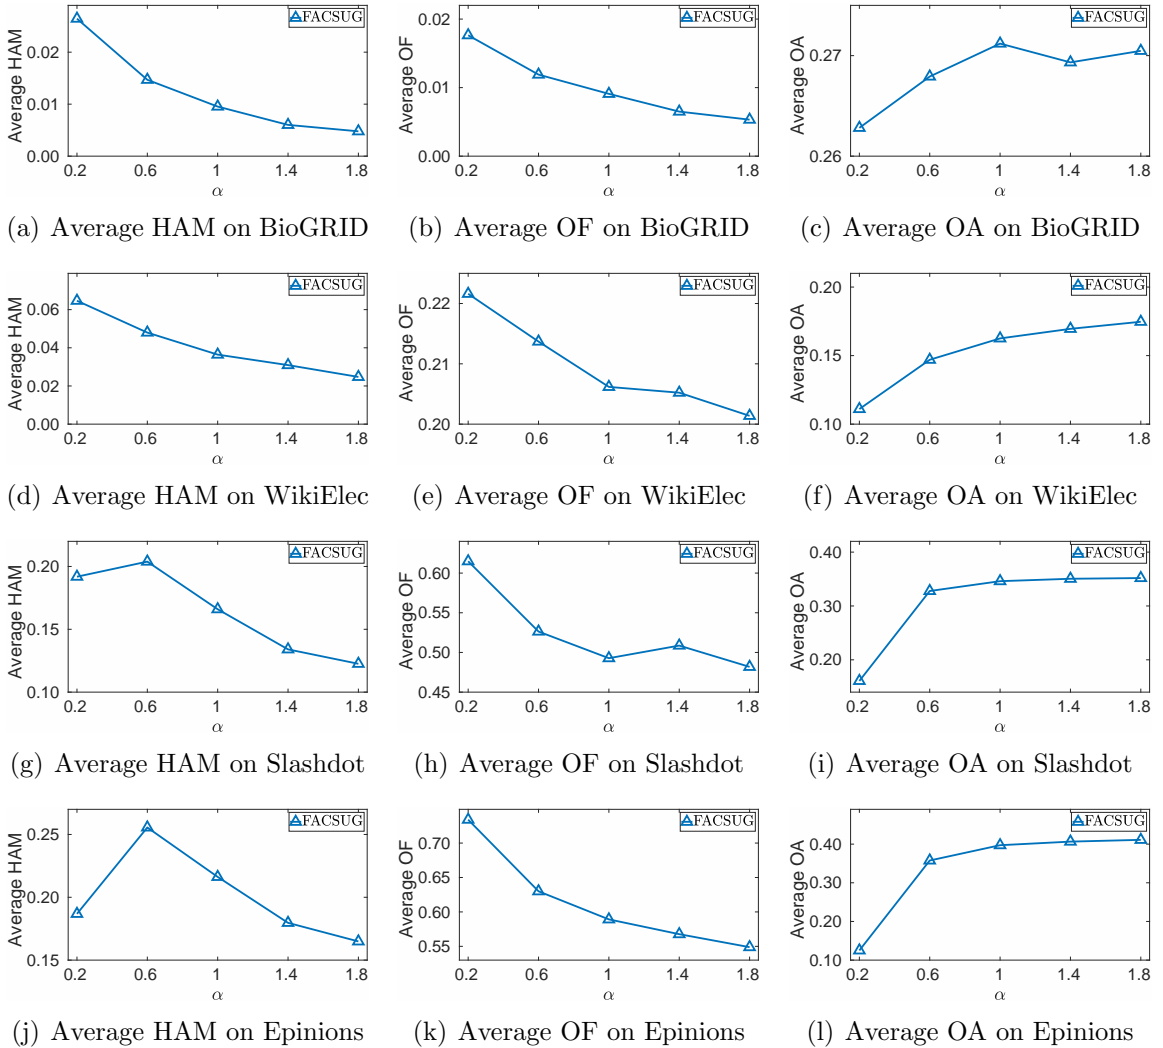 FACSUG
Average HAM
0.02
0.01
0.00
0.2 0.6 1 1.4 1.8
α
(a) Average HAM on BioGRID
FACSUG
Average OF
0.02
0.01
0.00
0.2 0.6 1 1.4 1.8
α
(b) Average OF on BioGRID
FACSUG
Average OA
0.27
0.26
0.2 0.6 1 1.4 1.8
α
(c) Average OA on BioGRID
FACSUG
Average HAM
0.06
0.04
0.02
0.00
0.2 0.6 1 1.4 1.8
α
(d) Average HAM on WikiElec
FACSUG
Average OF
0.22
0.21
0.20
0.2 0.6 1 1.4 1.8
α
(e) Average OF on WikiElec
FACSUG
Average OA
0.20
0.15
0.10
0.2 0.6 1 1.4 1.8
α
(f) Average OA on WikiElec
FACSUG
Average HAM
0.20
0.15
0.10
0.2 0.6 1 1.4 1.8
α
(g) Average HAM on Slashdot
FACSUG
Average OF
0.60
0.55
0.50
0.45
0.2 0.6 1 1.4 1.8
α
(h) Average OF on Slashdot
FACSUG
Average OA
0.40
0.30
0.20
0.2 0.6 1 1.4 1.8
α
(i) Average OA on Slashdot
FACSUG
Average HAM
0.25
0.20
0.15
0.2 0.6 1 1.4 1.8
α
(j) Average HAM on Epinions
FACSUG
Average OF
0.70
0.65
0.60
0.55
0.2 0.6 1 1.4 1.8
α
(k) Average OF on Epinions
FACSUG
Average OA
0.40
0.30
0.20
0.10
0.2 0.6 1 1.4 1.8
α
(l) Average OA on Epinions